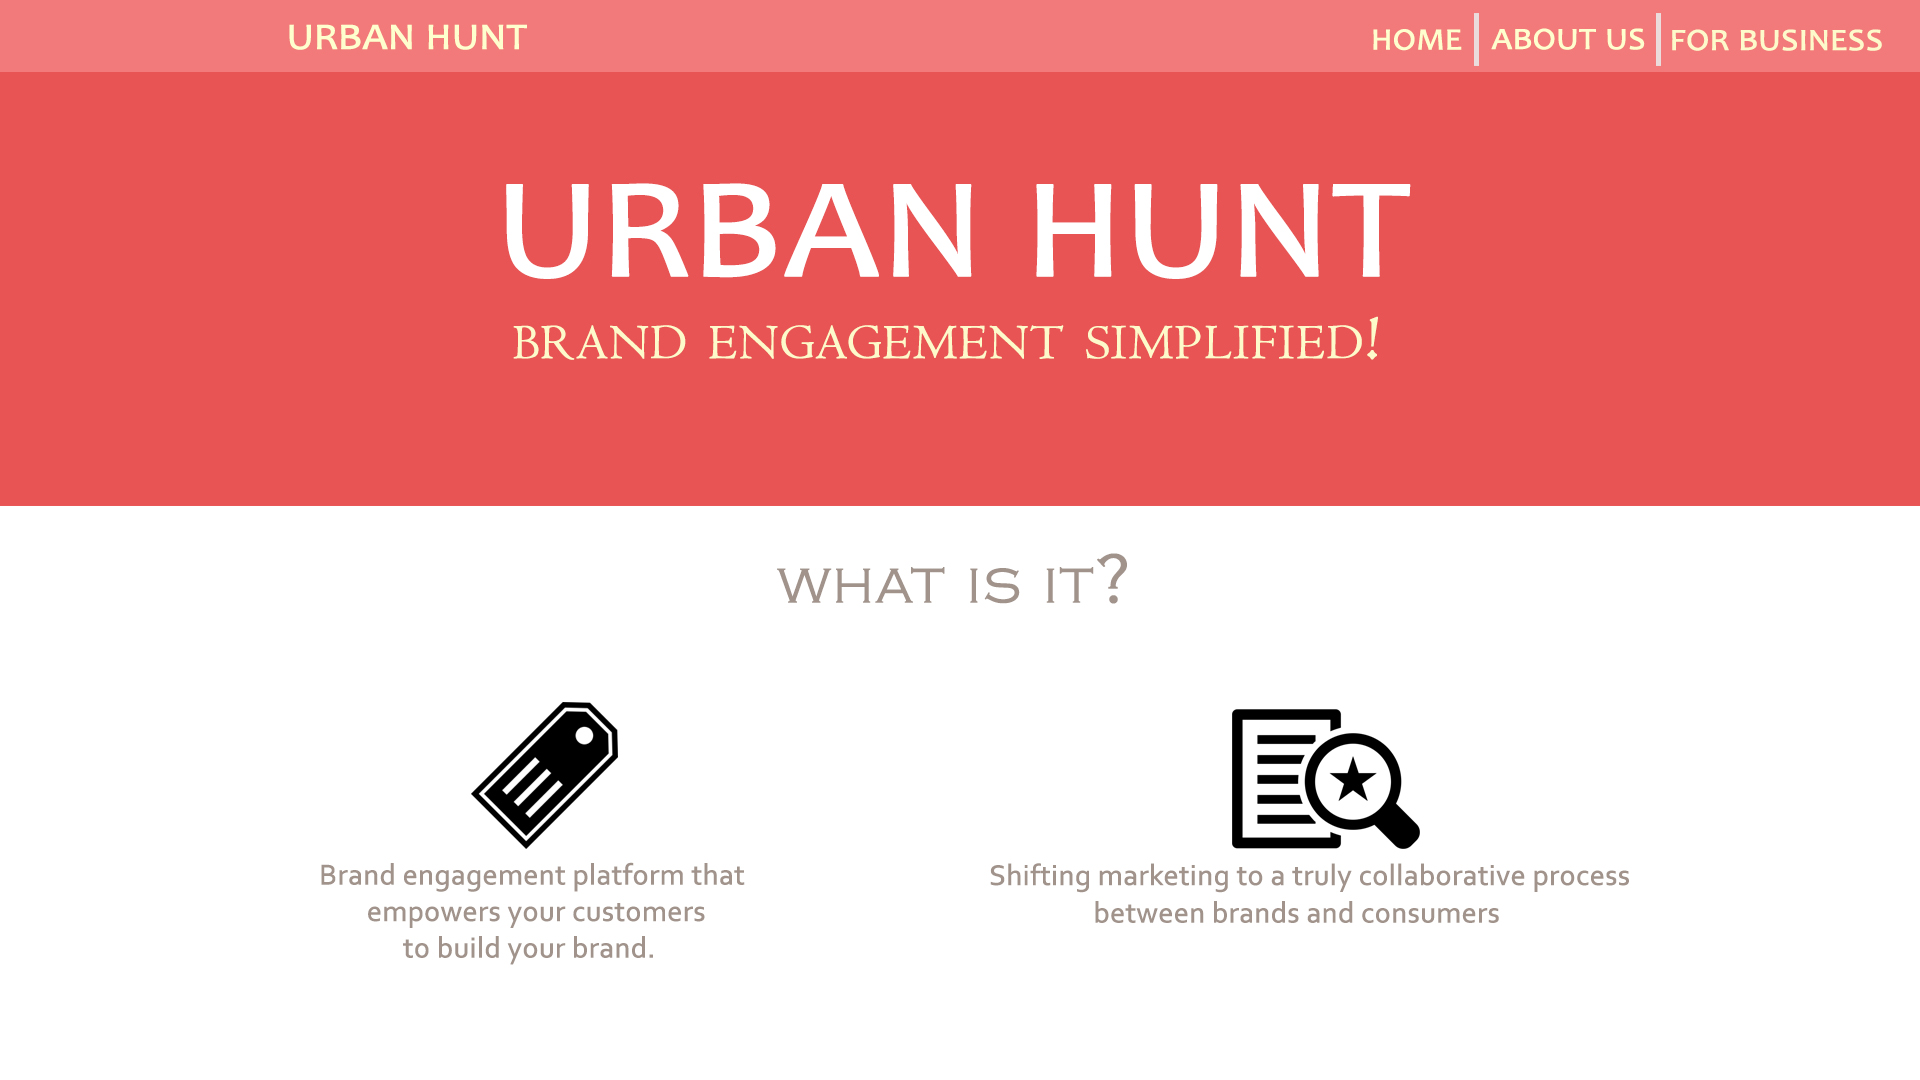 URBAN HUNT
HOME
ABOUT US
FOR BUSINESS
URBAN HUNT
BRAND ENGAGEMENT SIMPLIFIED!
WHAT IS IT?
Brand engagement platform that
empowers your customers
to build your brand.
Shifting marketing to a truly collaborative process
between brands and consumers